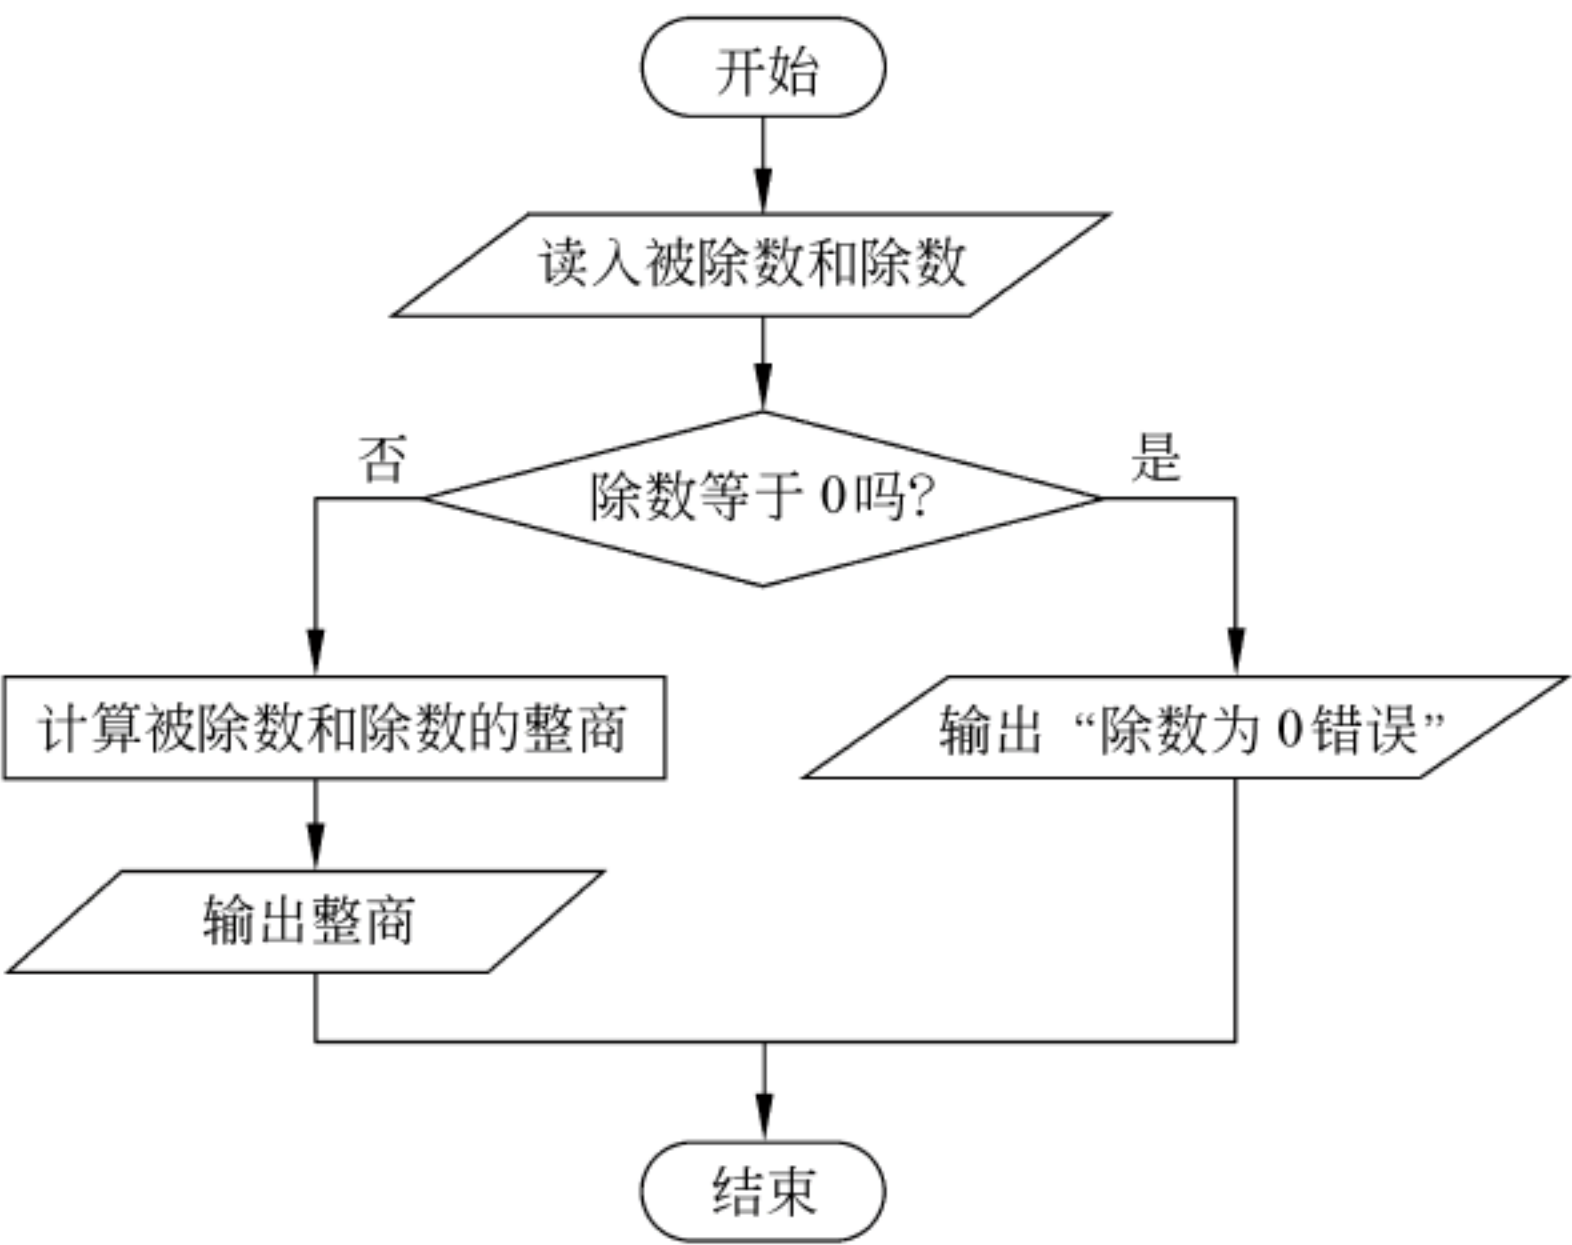 开始
读入被除数和除数
否
是
除数等于0吗?
计算被除数和除数的整商
输出“除数为0错误”
输出整商
结束